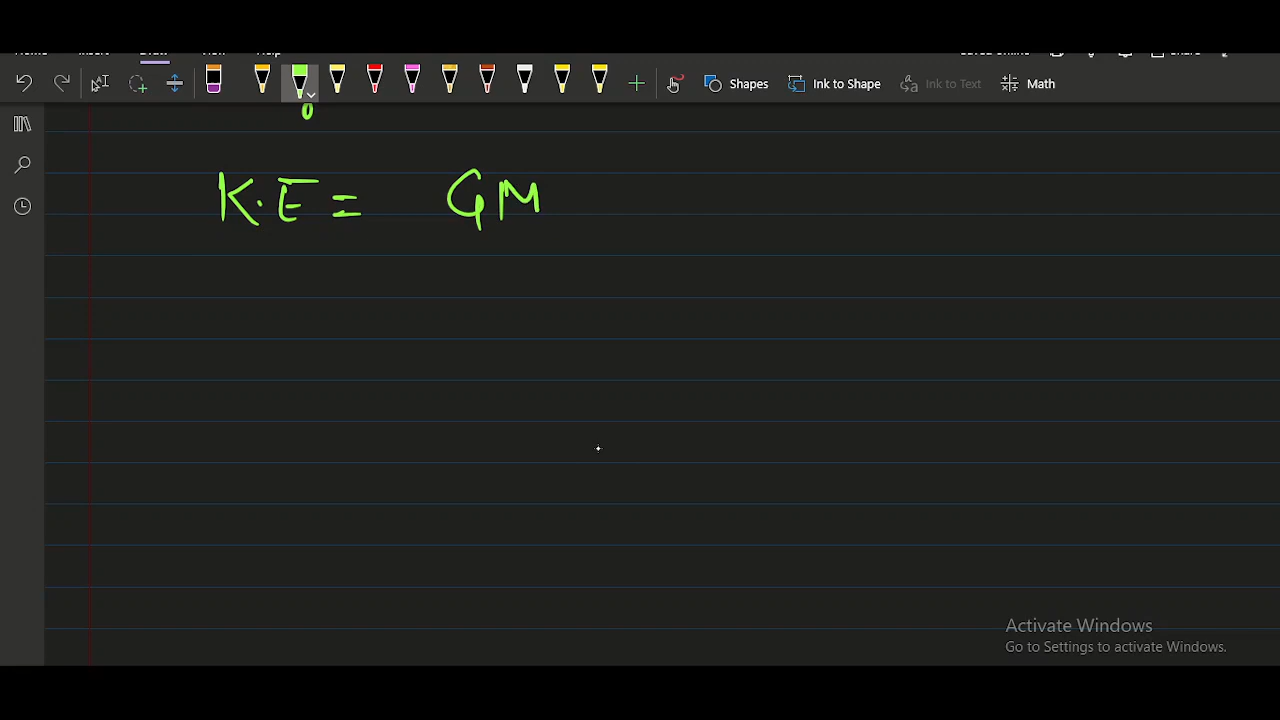 Shapes Ink to Shape Ink to Text Math
K.E = GM
Activate Windows
Go to Settings to activate Windows.